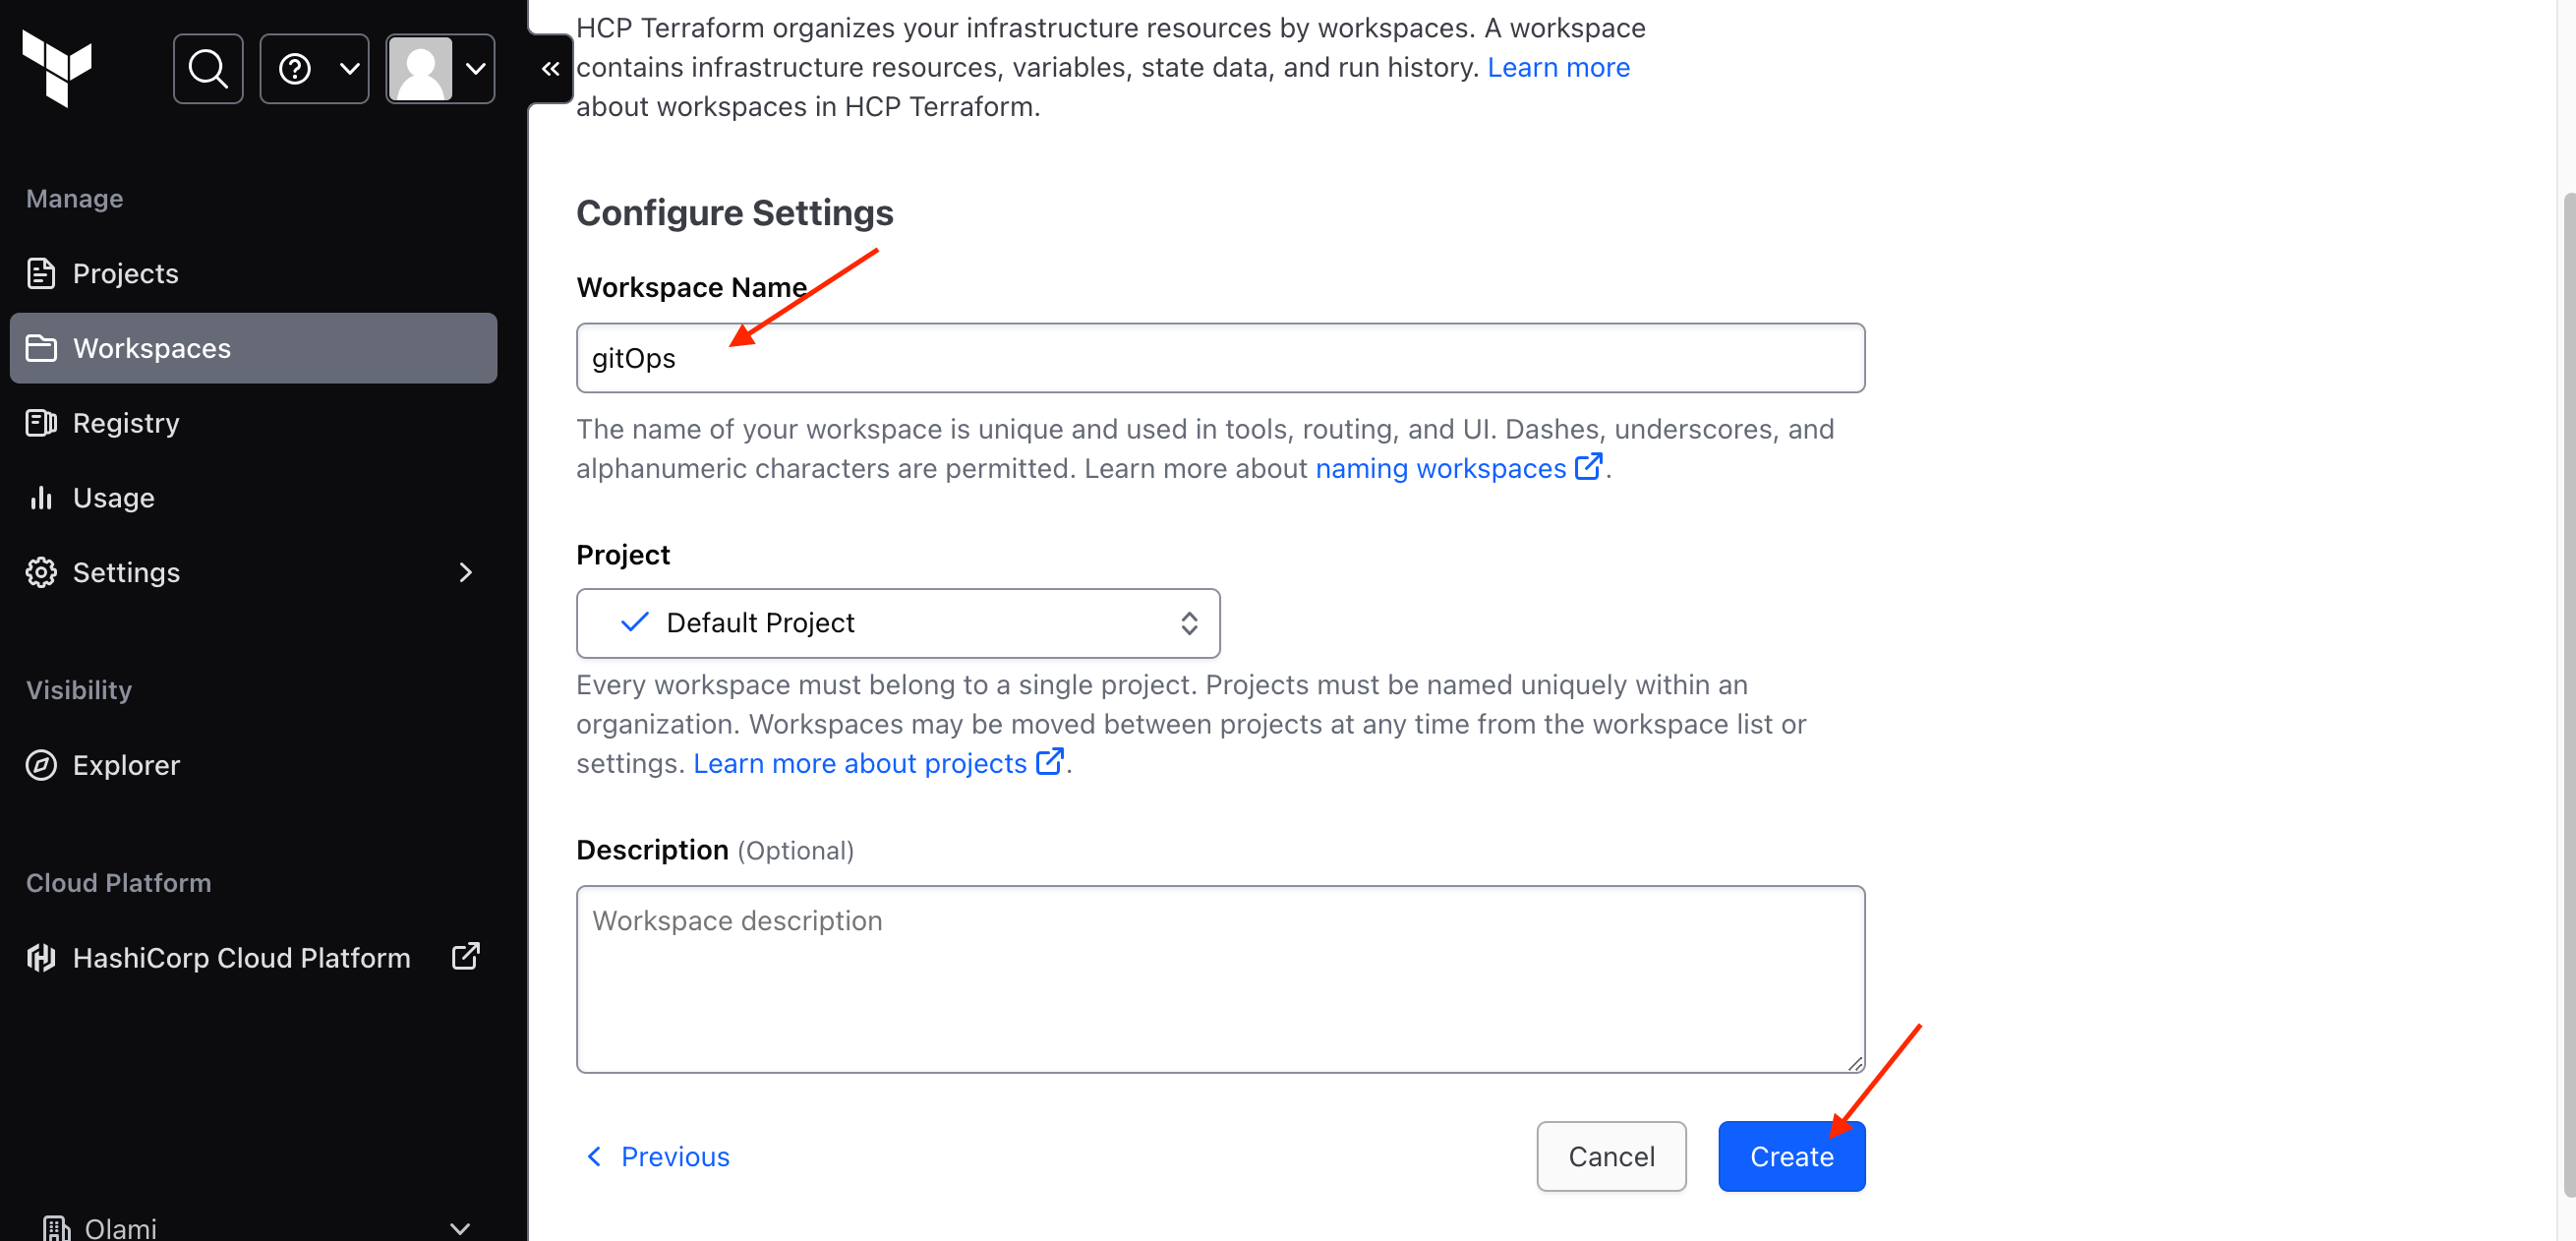 Manage
Projects
Workspaces
Registry
Usage
Settings
Visibility
Explorer
Cloud Platform
HashiCorp Cloud Platform
Olami
HCP Terraform organizes your infrastructure resources by workspaces. A workspace
contains infrastructure resources, variables, state data, and run history. Learn more
about workspaces in HCP Terraform.
Configure Settings
Workspace Name
gitOps
The name of your workspace is unique and used in tools, routing, and UI. Dashes, underscores, and
alphanumeric characters are permitted. Learn more about naming workspaces.
Project
Default Project
Every workspace must belong to a single project. Projects must be named uniquely within an
organization. Workspaces may be moved between projects at any time from the workspace list or
settings. Learn more about projects.
Description (Optional)
Workspace description
Previous
Cancel
Create